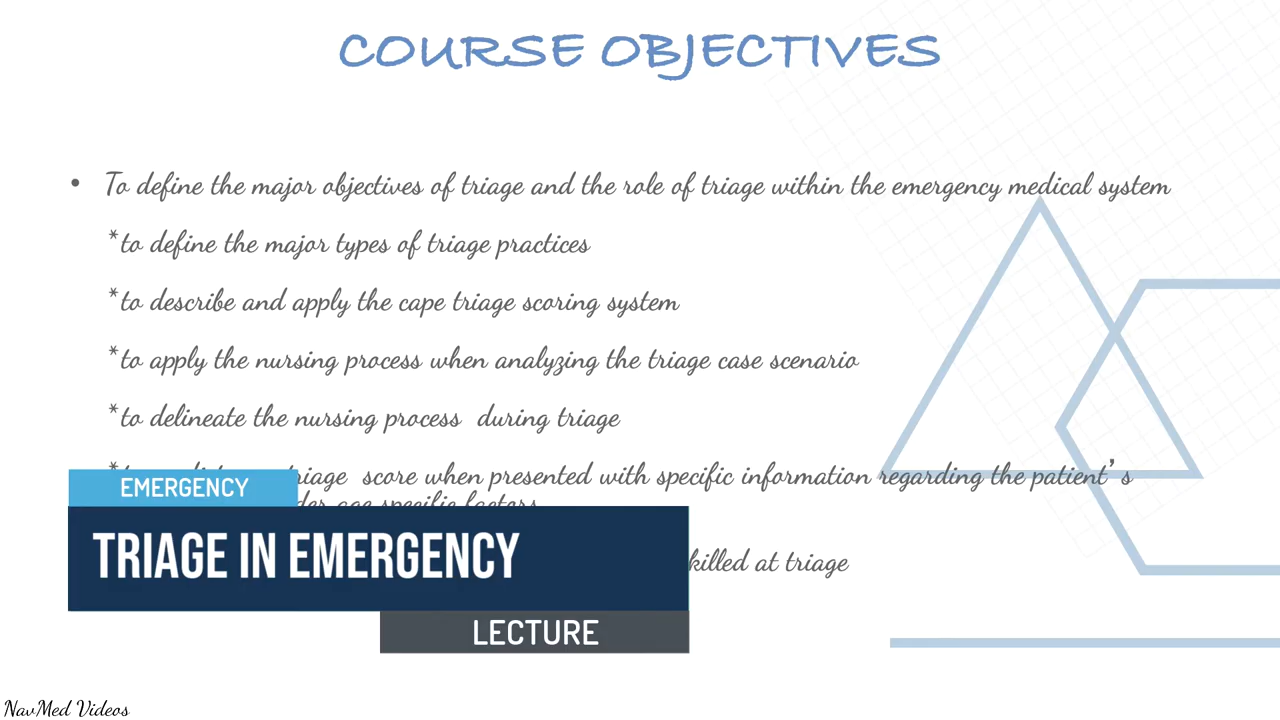 COURSE OBJECTIVES
• To define the major objectives of triage and the role of triage within the emergency medical system
*to define the major types of triage practices
*to describe and apply the cape triage scoring system
*to apply the nursing process when analyzing the triage case scenario
*to delineate the nursing process during triage
triage score when presented with specific information regarding the patient's
age specific factors
killed at triage
EMERGENCY
TRIAGE IN EMERGENCY
LECTURE
NavMed Videos